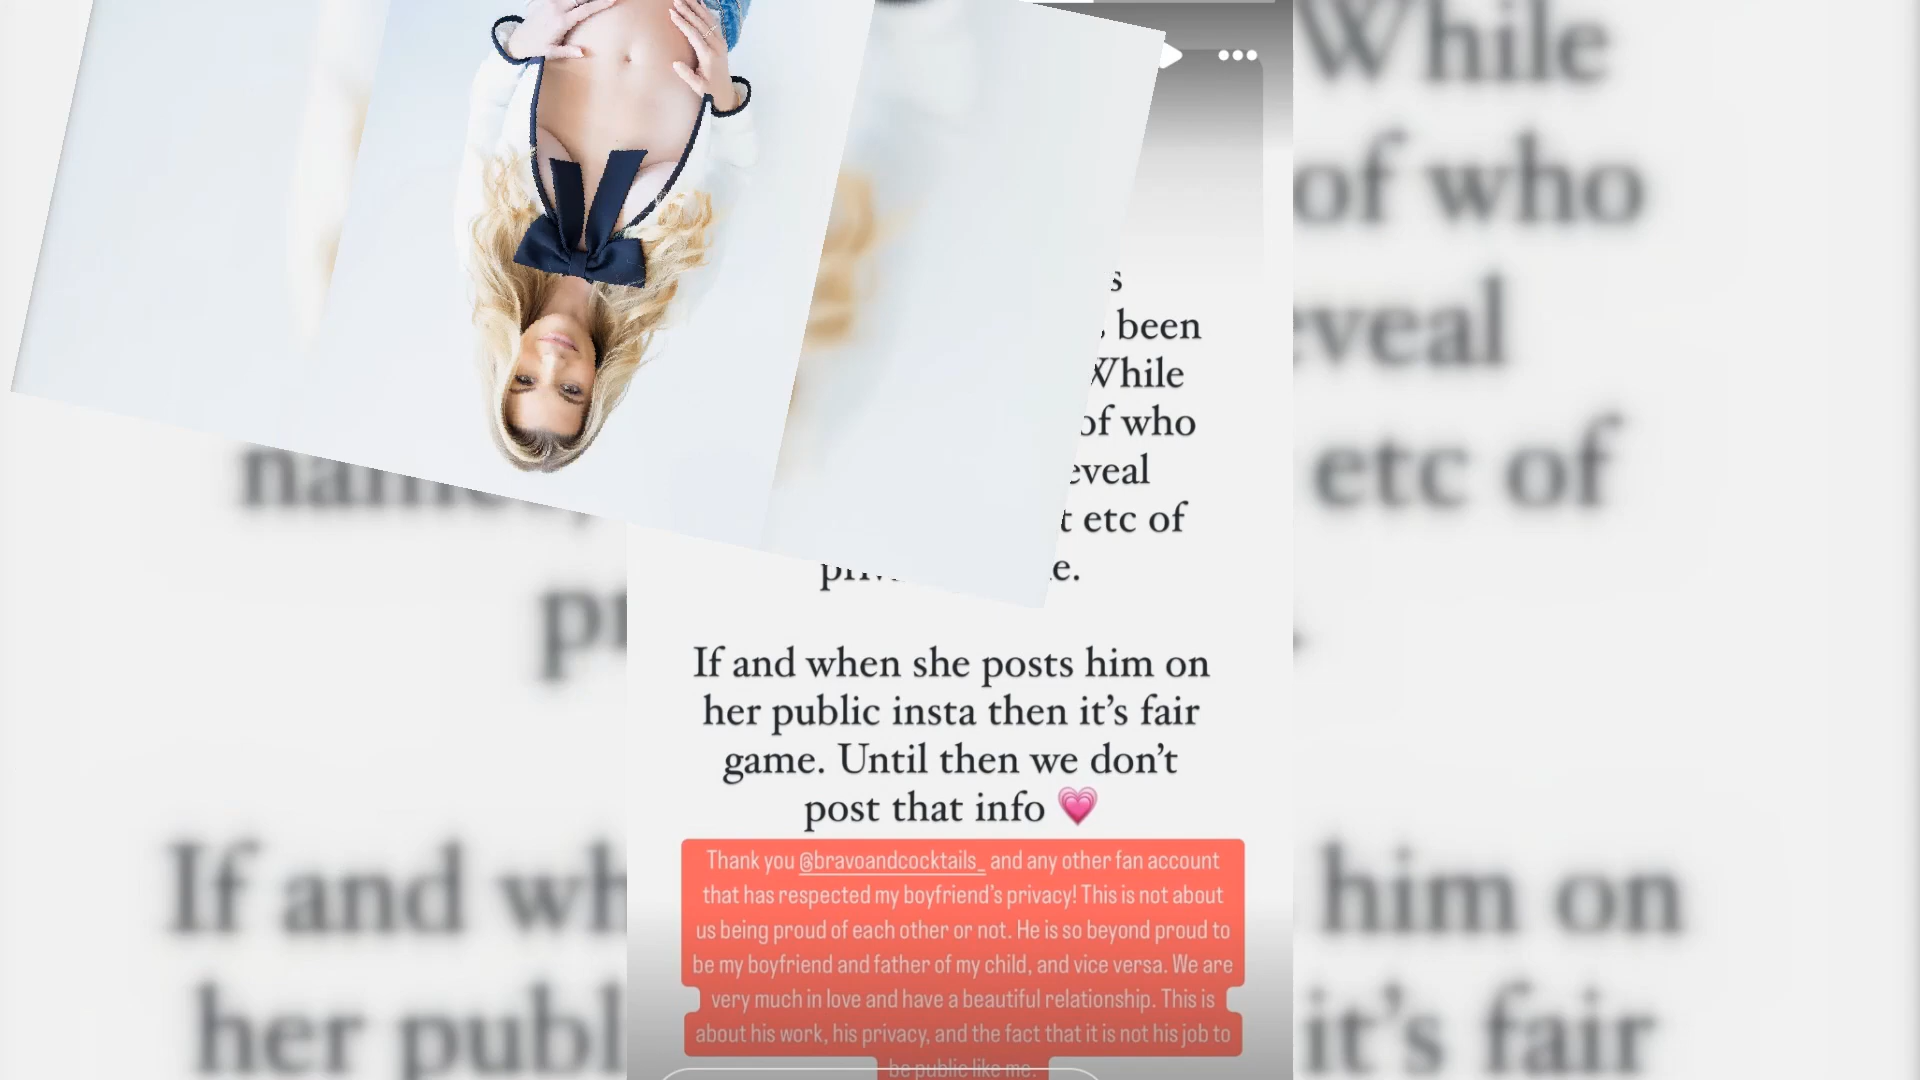 s
been
While
of who
eveal
t etc of
e.
If and when she posts him on
her public insta then it's fair
game. Until then we don't
post that info 💗
Thank you @bravoandcocktails_ and any other fan account
that has respected my boyfriend's privacy! This is not about
us being proud of each other or not. He is so beyond proud to
be my boyfriend and father of my child, and vice versa. We are
very much in love and have a beautiful relationship. This is
about his work, his privacy, and the fact that it is not his job to
be public like me.
While
of who
eveal
etc of
If and wh
him on
her publ
it's fair